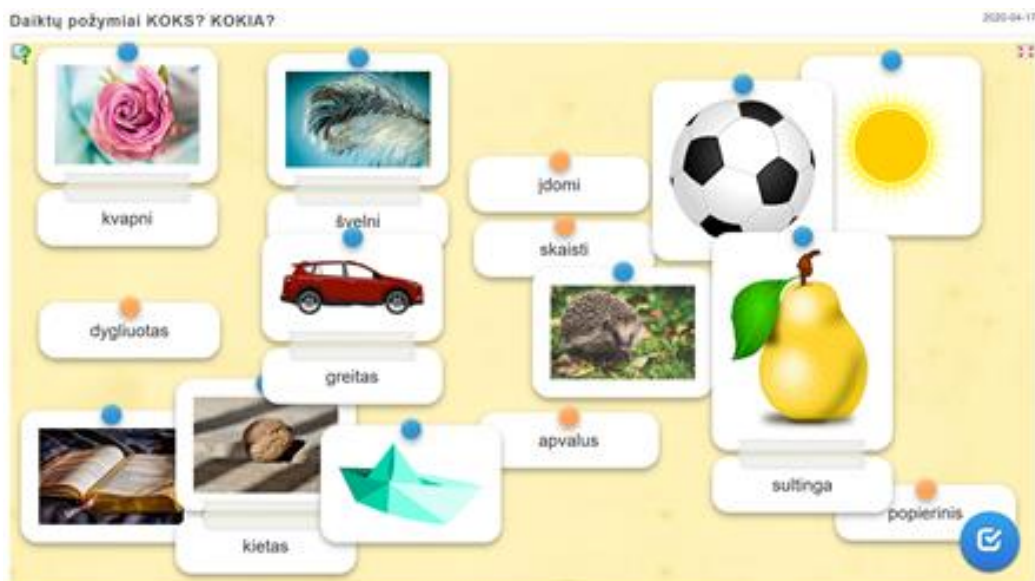 Daiktų požymiai KOKS? KOKIA?
2020-04-17
kvapni
švelni
įdomi
skaisti
dygliuotas
greitas
apvalus
sultinga
popierinis
kietas